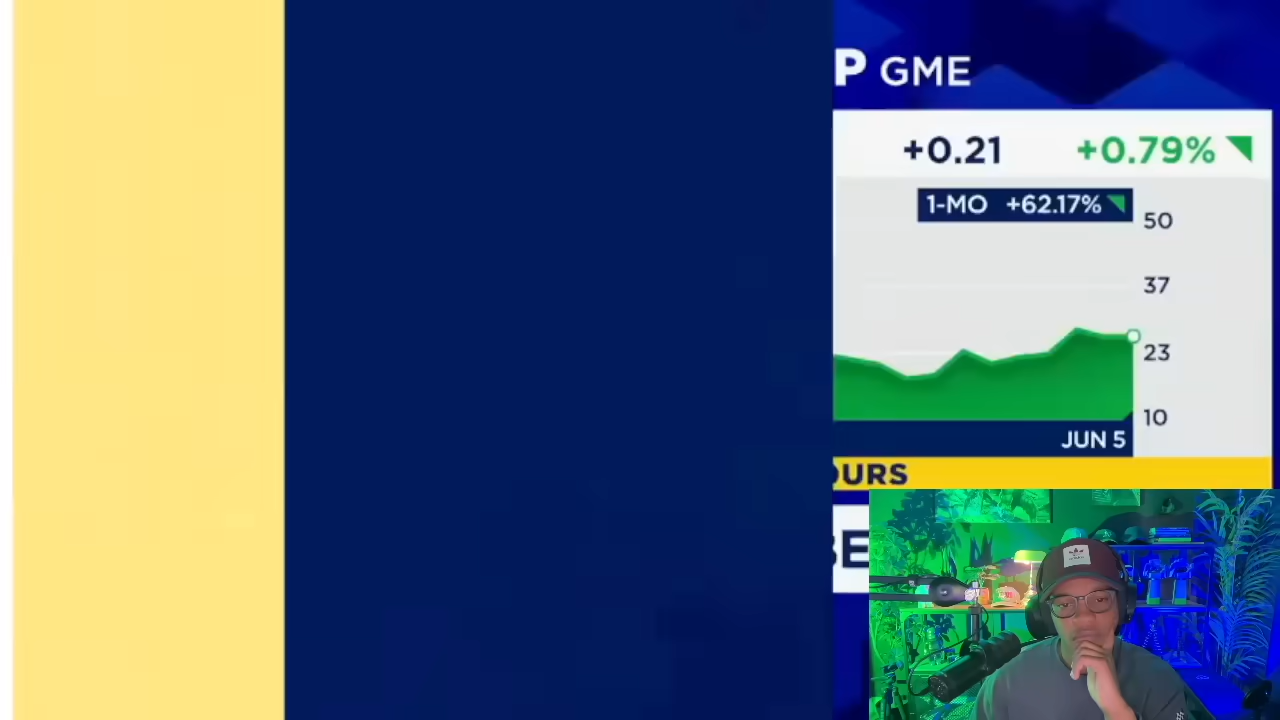 P GME
+0.21 +0.79%
1-MO +62.17%
50
37
23
10
JUN 5
OURS